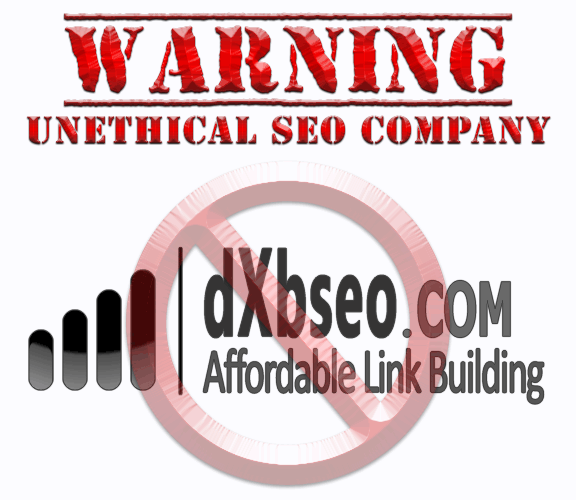 WARNING
UNETHICAL SEO COMPANY
dXbseo.COM
Affordable Link Building